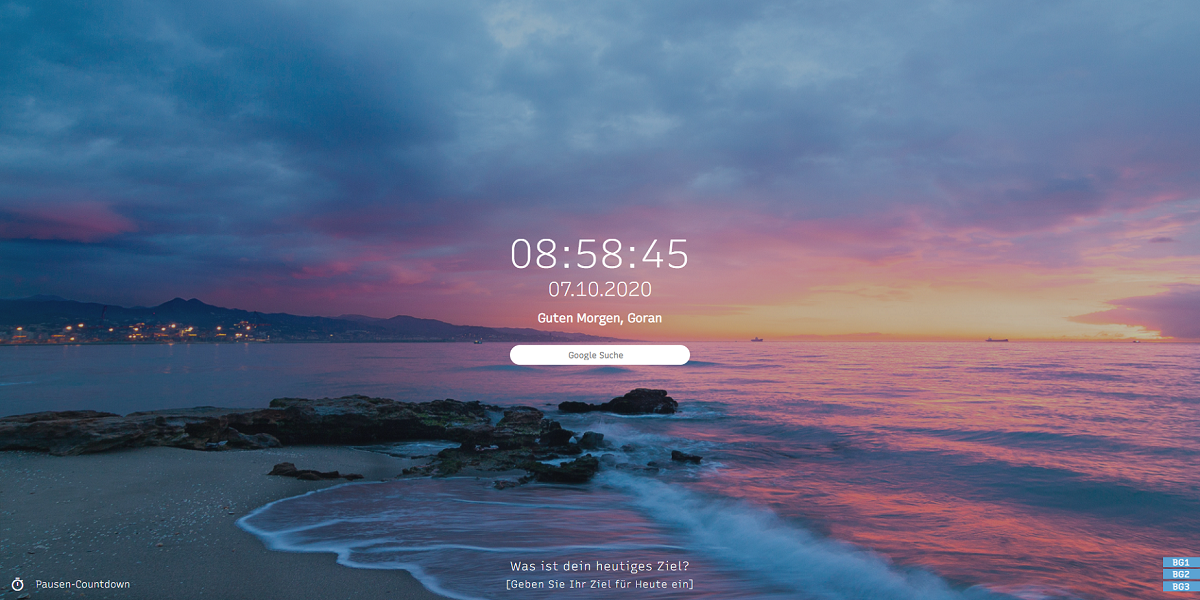 08:58:45
07.10.2020
Guten Morgen, Goran
Google Suche
Was ist dein heutiges Ziel?
[Geben Sie Ihr Ziel für Heute ein]
Pausen-Countdown
BG1
BG2
BG3